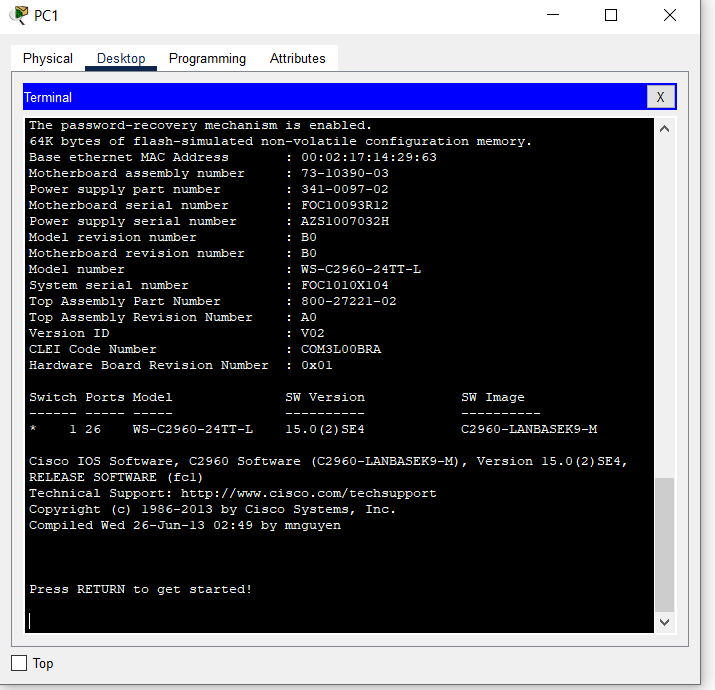 PC1
Physical Desktop Programming Attributes
Terminal X
The password-recovery mechanism is enabled.
64K bytes of flash-simulated non-volatile configuration memory.
Base ethernet MAC Address : 00:02:17:14:29:63
Motherboard assembly number : 73-10390-03
Power supply part number : 341-0097-02
Motherboard serial number : FOC10093R12
Power supply serial number : AZS1007032H
Model revision number : B0
Motherboard revision number : B0
Model number : WS-C2960-24TT-L
System serial number : FOC1010X104
Top Assembly Part Number : 800-27221-02
Top Assembly Revision Number : A0
Version ID : V02
CLEI Code Number : COM3L00BRA
Hardware Board Revision Number : 0x01
Switch Ports Model SW Version SW Image
------ ----- ----- ---------- ----------
* 1 26 WS-C2960-24TT-L 15.0(2)SE4 C2960-LANBASEK9-M
Cisco IOS Software, C2960 Software (C2960-LANBASEK9-M), Version 15.0(2)SE4,
RELEASE SOFTWARE (fc1)
Technical Support: http://www.cisco.com/techsupport
Copyright (c) 1986-2013 by Cisco Systems, Inc.
Compiled Wed 26-Jun-13 02:49 by mnguyen
Press RETURN to get started!
Top